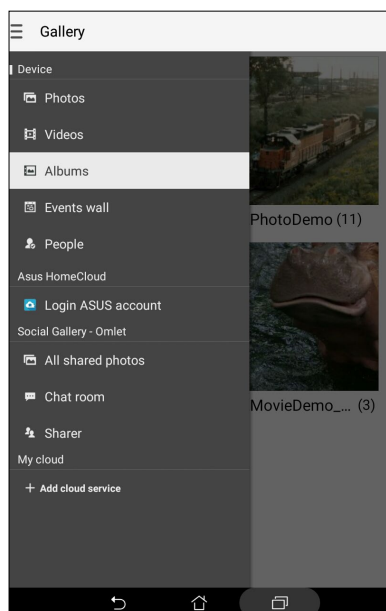 Gallery
Device
Photos
Videos
Albums
Events wall
People
Asus HomeCloud
Login ASUS account
Social Gallery - Omlet
All shared photos
Chat room
Sharer
My cloud
+ Add cloud service
PhotoDemo (11)
MovieDemo_... (3)